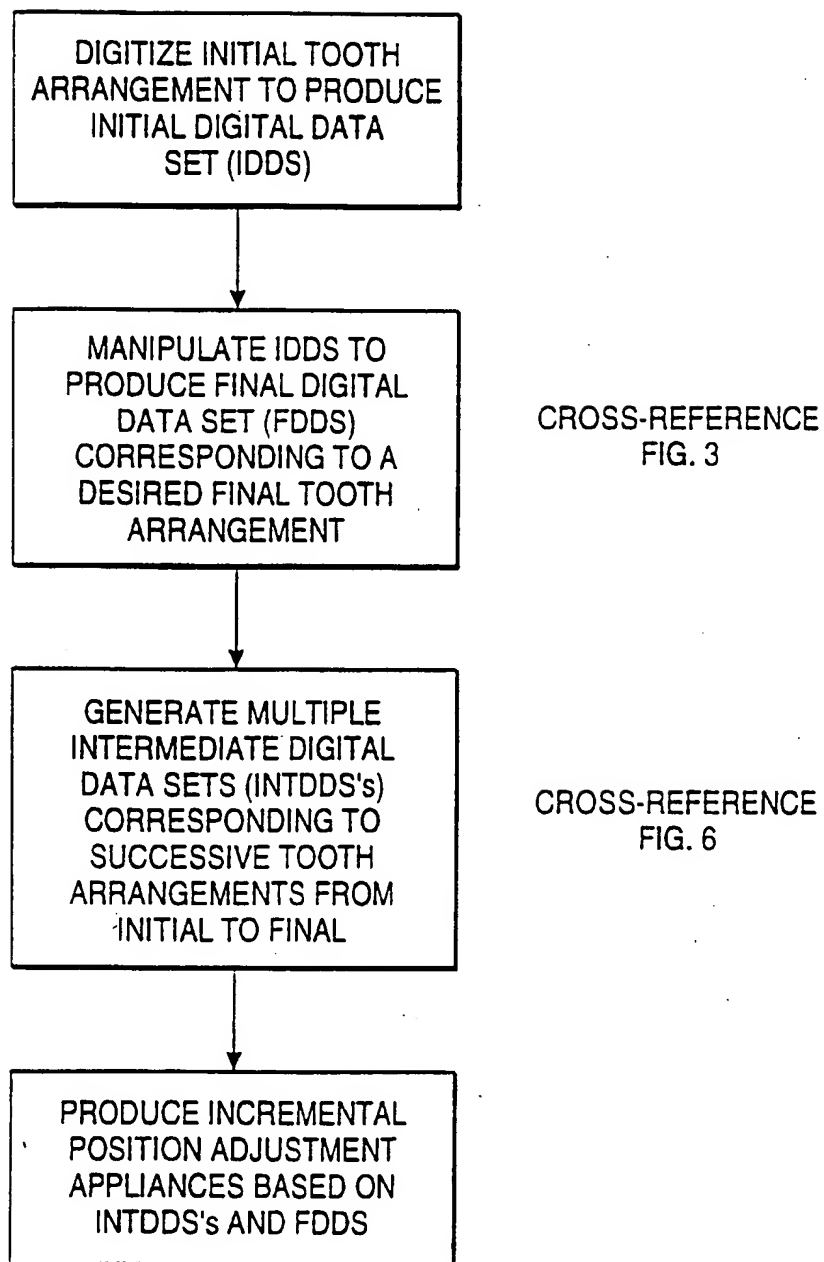 DIGITIZE INITIAL TOOTH
ARRANGEMENT TO PRODUCE
INITIAL DIGITAL DATA
SET (IDDS)
MANIPULATE IDDS TO
PRODUCE FINAL DIGITAL
DATA SET (FDDS)
CORRESPONDING TO A
DESIRED FINAL TOOTH
ARRANGEMENT
CROSS-REFERENCE
FIG. 3
GENERATE MULTIPLE
INTERMEDIATE DIGITAL
DATA SETS (INTDDS's)
CORRESPONDING TO
SUCCESSIVE TOOTH
ARRANGEMENTS FROM
INITIAL TO FINAL
CROSS-REFERENCE
FIG. 6
PRODUCE INCREMENTAL
POSITION ADJUSTMENT
APPLIANCES BASED ON
INTDDS's AND FDDS